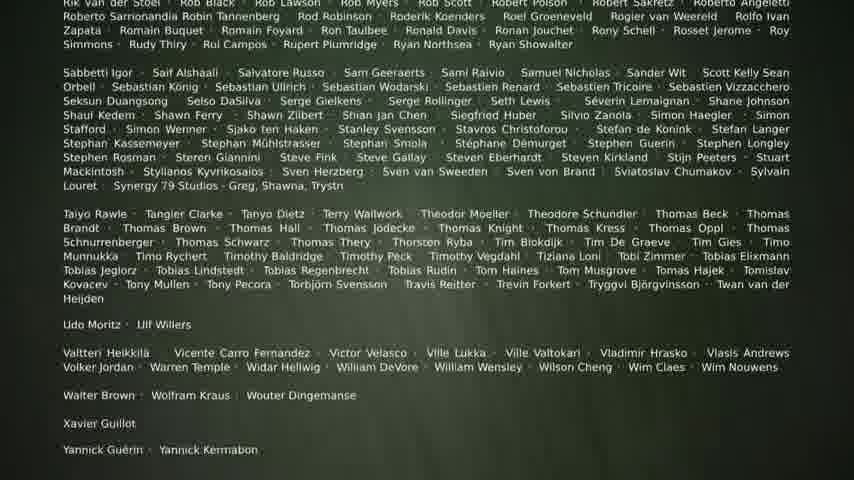 Rik van der Stoel · Rob Black · Rob Lawson · Rob Myers · Rob Scott · Robert Polson · Robert Sakretz · Roberto Angeletti
Roberto Sarrionandia Robin Tannenberg Rod Robinson · Roderik Koenders · Roel Groeneveld · Rogier van Weereld · Rolfo Ivan
Zapata · Romain Buquet · Romain Foyard · Ron Taulbee · Ronald Davis · Ronan Jouchet · Rony Schell · Rosset Jerome · Roy
Simmons · Rudy Thiry · Rui Campos · Rupert Plumridge · Ryan Northsea · Ryan Showalter
Sabbetti Igor · Saif Alshaali · Salvatore Russo · Sam Geeraerts · Sami Raivio · Samuel Nicholas · Sander Wit · Scott Kelly Sean
Orbell · Sebastian König · Sebastian Ullrich · Sebastian Wodarski · Sebastien Renard · Sebastien Tricoire · Sebastien Vizzacchero
Seksun Duangsong · Selso DaSilva · Serge Gielkens · Serge Rollinger · Seth Lewis · Séverin Lemaignan · Shane Johnson
Shaul Kedem · Shawn Ferry · Shawn Zilbert · Shian Jan Chen · Siegfried Huber · Silvio Zanola · Simon Haegler · Simon
Stafford · Simon Wenner · Sjako ten Haken · Stanley Svensson · Stavros Christoforou · Stefan de Konink · Stefan Langer
Stephan Kassemeyer · Stephan Mühlstrasser · Stephan Smola · Stéphane Démurget · Stephen Guerin · Stephen Longley
Stephen Rosman · Steren Giannini · Steve Fink · Steve Gallay · Steven Eberhardt · Steven Kirkland · Stijn Peeters · Stuart
Mackintosh · Stylianos Kyvrikosaios · Sven Herzberg · Sven van Sweeden · Sven von Brand · Sviatoslav Chumakov · Sylvain
Louret · Synergy 79 Studios - Greg, Shawna, Trystn
Taiyo Rawle · Tangier Clarke · Tanyo Dietz · Terry Wallwork · Theodor Moeller · Theodore Schundler · Thomas Beck · Thomas
Brandt · Thomas Brown · Thomas Hall · Thomas Jödecke · Thomas Knight · Thomas Kress · Thomas Oppl · Thomas
Schnurrenberger · Thomas Schwarz · Thomas Thery · Thorsten Ryba · Tim Blokdijk · Tim De Graeve · Tim Gies · Timo
Munnukka · Timo Rychert · Timothy Baldridge · Timothy Peck · Timothy Vegdahl · Tiziana Loni · Tobi Zimmer · Tobias Elixmann
Tobias Jeglorz · Tobias Lindstedt · Tobias Regenbrecht · Tobias Rudin · Tom Haines · Tom Musgrove · Tomas Hajek · Tomislav
Kovacev · Tony Mullen · Tony Pecora · Torbjörn Svensson · Travis Reitter · Trevin Forkert · Tryggvi Björgvinsson · Twan van der
Heijden
Udo Moritz · Ulf Willers
Valtteri Heikkilä · Vicente Carro Fernandez · Victor Velasco · Ville Lukka · Ville Valtokari · Vladimir Hrasko · Vlasis Andrews
Volker Jordan · Warren Temple · Widar Hellwig · William DeVore · William Wensley · Wilson Cheng · Wim Claes · Wim Nouwens
Walter Brown · Wolfram Kraus · Wouter Dingemanse
Xavier Guillot
Yannick Guérin · Yannick Kermabon